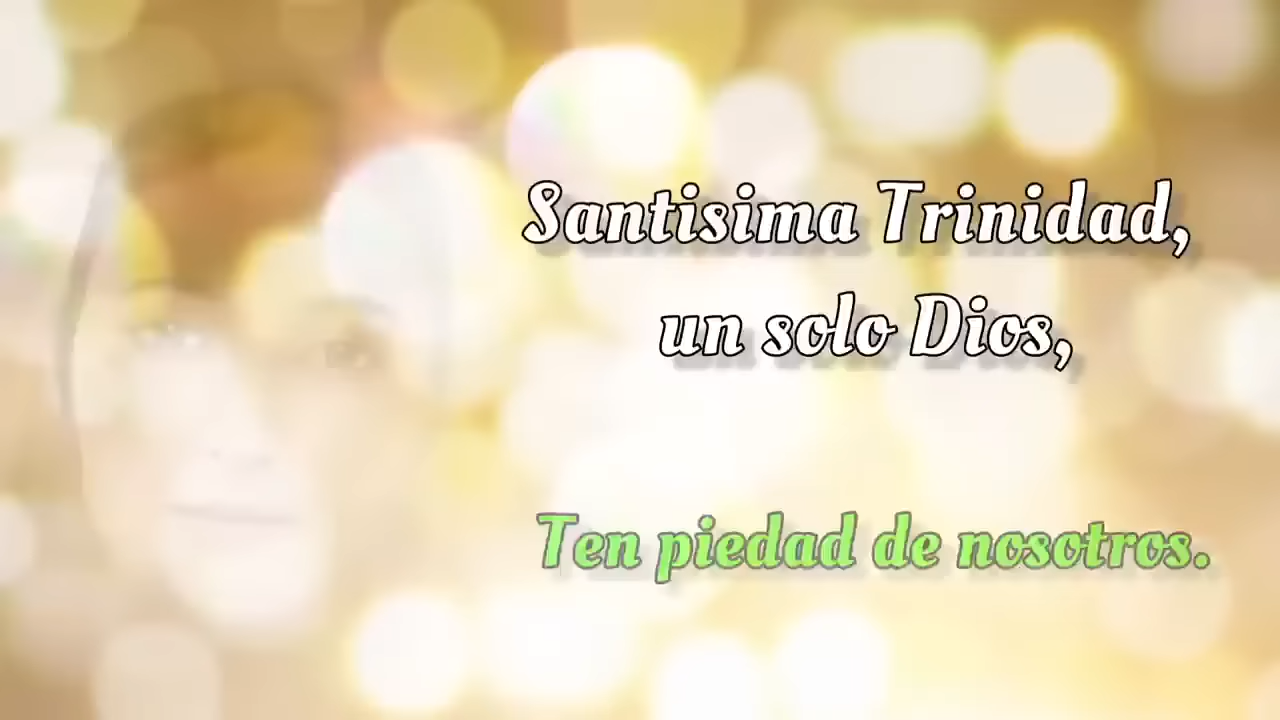 Santisima Trinidad,
un solo Dios,
Ten piedad de nosotros.